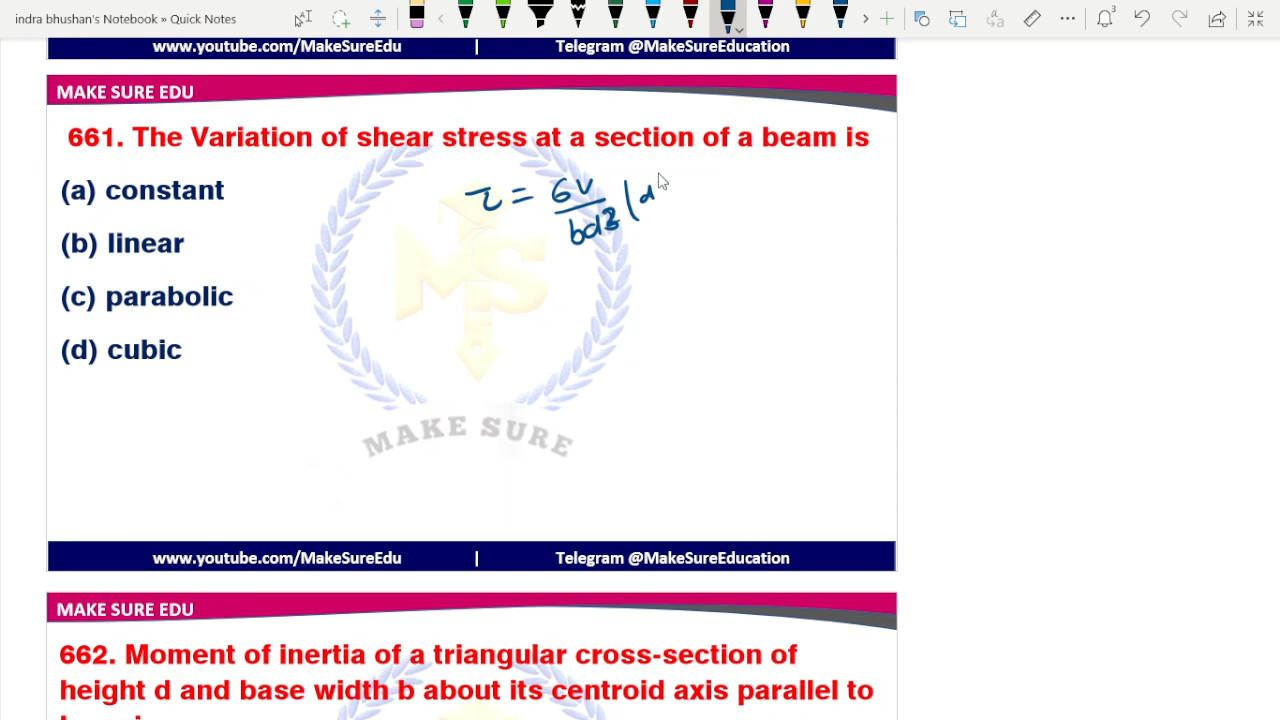 indra bhushan's Notebook » Quick Notes
www.youtube.com/MakeSureEdu | Telegram @MakeSureEducation
MAKE SURE EDU
661. The Variation of shear stress at a section of a beam is
(a) constant
(b) linear
(c) parabolic
(d) cubic
τ = 6V / bd3 ( d
MAKE SURE
www.youtube.com/MakeSureEdu | Telegram @MakeSureEducation
MAKE SURE EDU
662. Moment of inertia of a triangular cross-section of
height d and base width b about its centroid axis parallel to